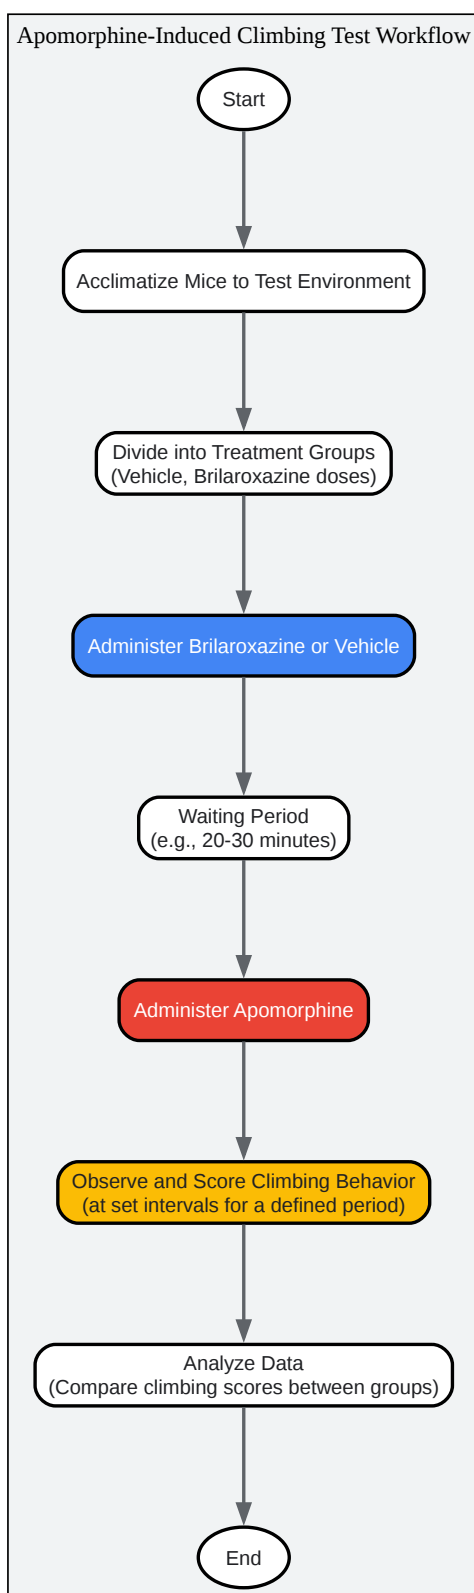 Apomorphine-Induced Climbing Test Workflow
Start
Acclimatize Mice to Test Environment
Divide into Treatment Groups
(Vehicle, Brilaroxazine doses)
Administer Brilaroxazine or Vehicle
Waiting Period
(e.g., 20-30 minutes)
Administer Apomorphine
Observe and Score Climbing Behavior
(at set intervals for a defined period)
Analyze Data
(Compare climbing scores between groups)
End